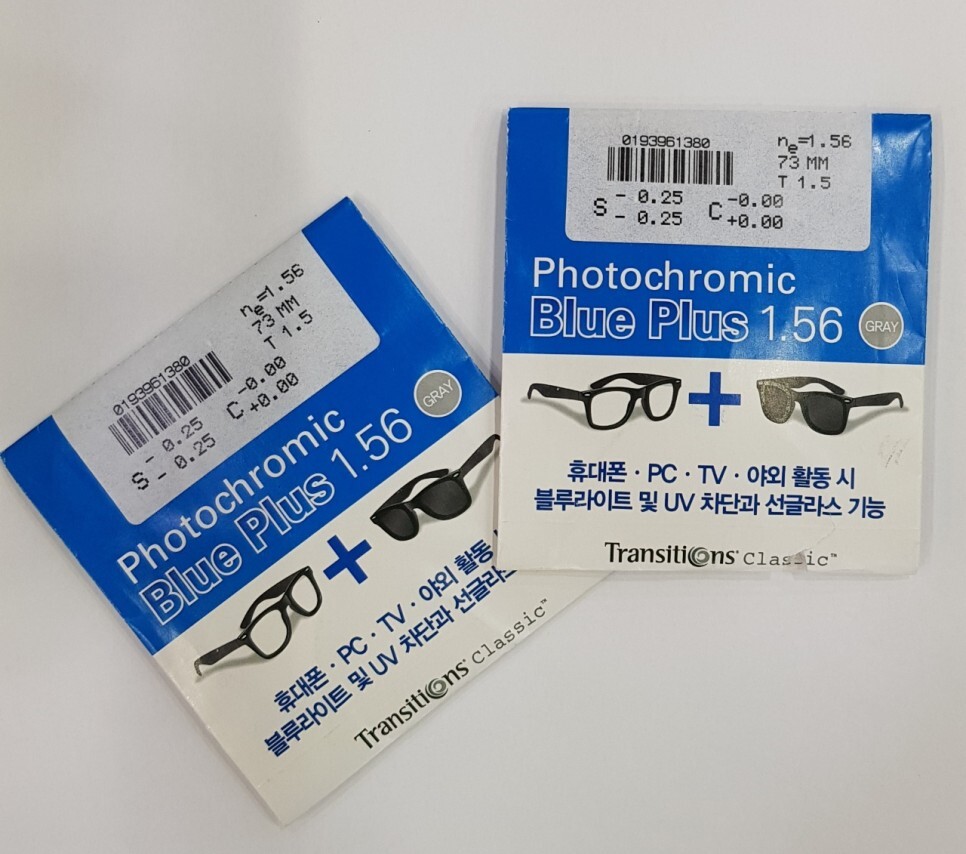 0193961380
ne=1.56
73 MM
T 1.5
S - 0.25 C -0.00
- 0.25 +0.00
Photochromic
Blue Plus 1.56 GRAY
휴대폰 · PC · TV · 야외 활동
블루라이트 및 UV 차단과 선글라스
Transitions® Classic™
0193961380
ne=1.56
73 MM
T 1.5
S - 0.25 C -0.00
- 0.25 +0.00
Photochromic
Blue Plus 1.56 GRAY
휴대폰 · PC · TV · 야외 활동 시
블루라이트 및 UV 차단과 선글라스 기능
Transitions® Classic™